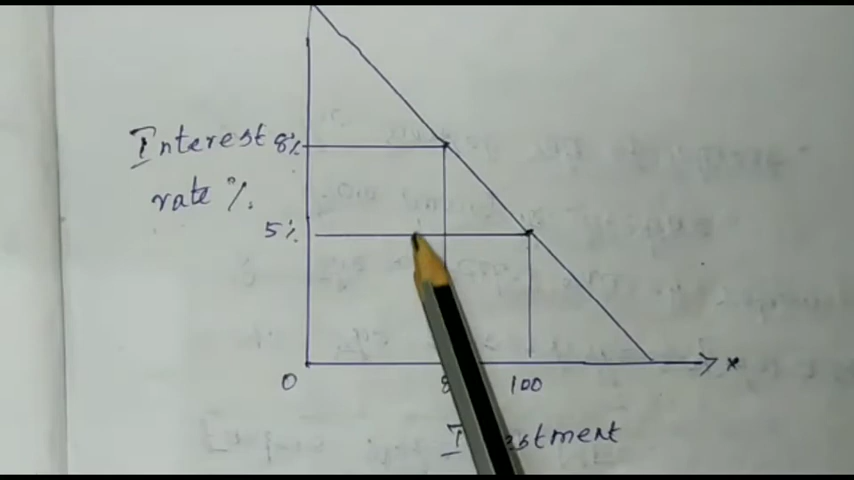 Interest 8%
rate %.
5%
0
100
x